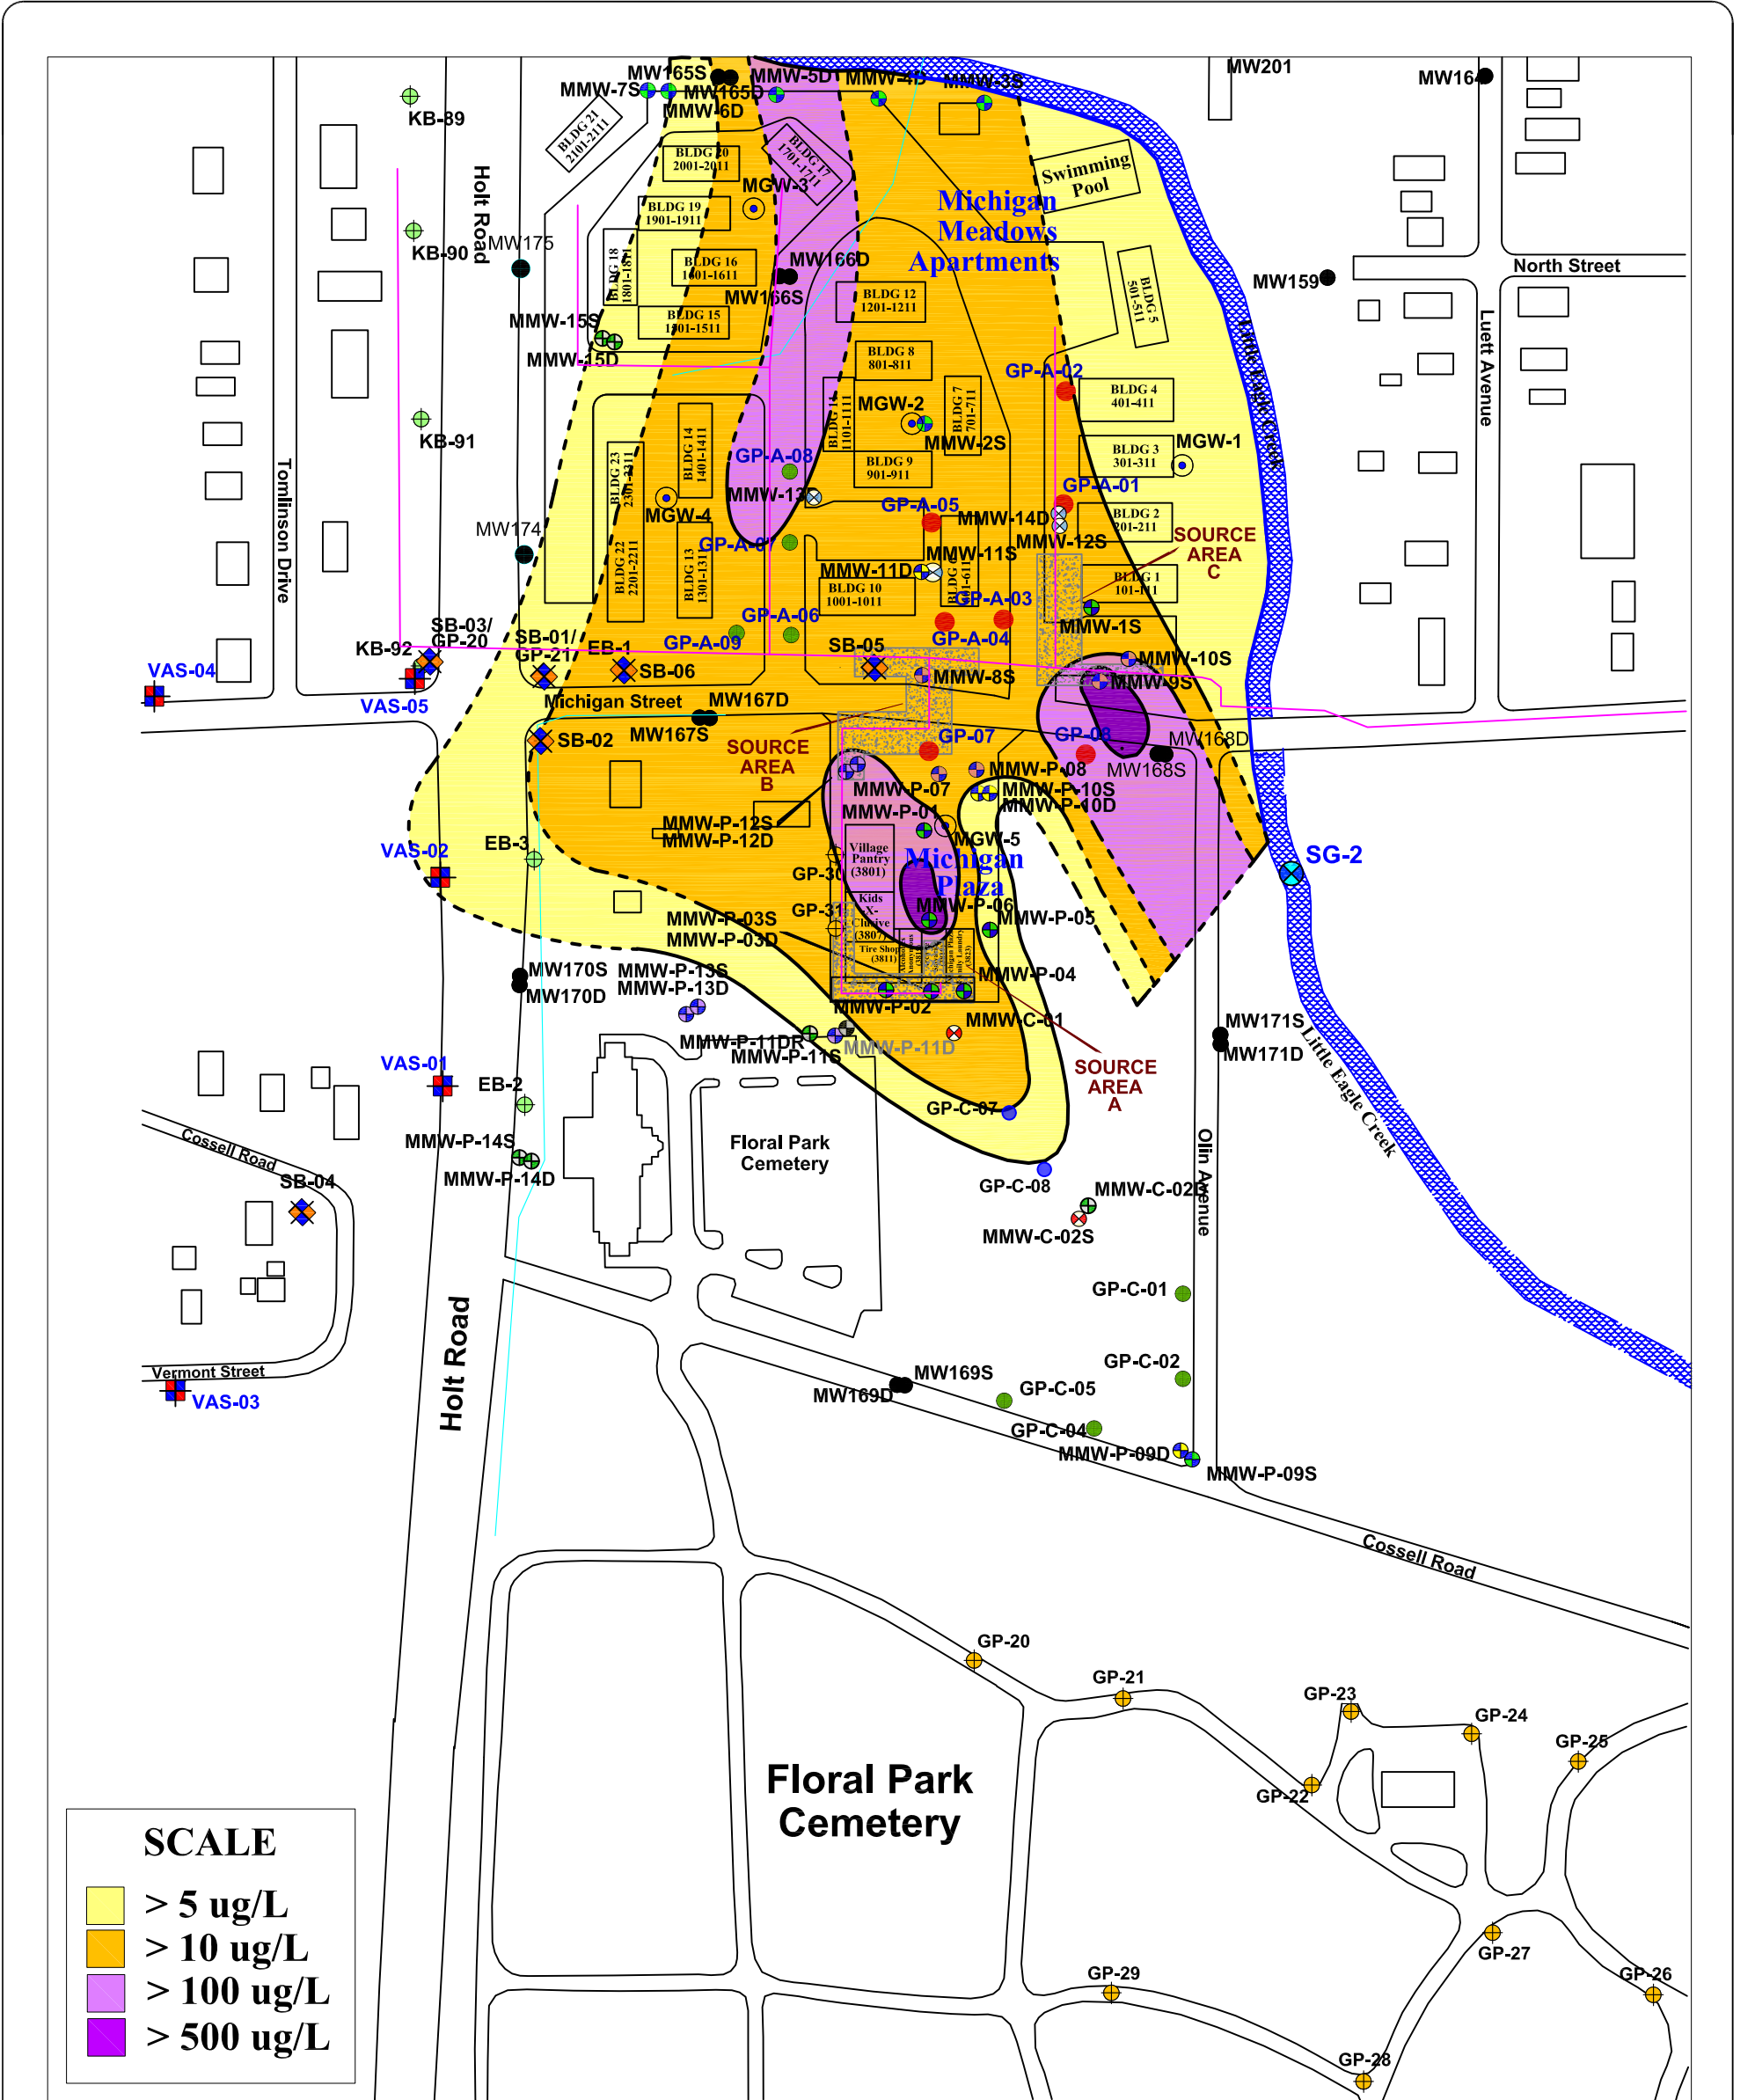 MW201
MW164
MW165S
MMW-5D
MMW-4D
MMW-3S
MMW-7S
MW165D
MMW-6D
KB-89
BLDG 21
2101-2111
BLDG 20
2001-2011
BLDG 17
1701-1711
Swimming
Pool
Holt Road
MGW-3
BLDG 19
1901-1911
Michigan
Meadows
Apartments
KB-90
MW175
BLDG 18
1801-1811
BLDG 16
1601-1611
MW166D
MW166S
BLDG 12
1201-1211
BLDG 5
501-511
MW159
North Street
MMW-15S
MMW-15D
BLDG 15
1501-1511
BLDG 8
801-811
Little Eagle Creek
Luett Avenue
GP-A-02
BLDG 4
401-411
BLDG 11
1101-1111
MGW-2
BLDG 7
701-711
MMW-2S
KB-91
BLDG 14
1401-1411
BLDG 3
301-311
MGW-1
GP-A-08
BLDG 9
901-911
BLDG 23
2301-2311
Tomlinson Drive
MMW-13D
GP-A-01
GP-A-05
MGW-4
MMW-14D
BLDG 2
201-211
MW174
GP-A-07
MMW-12S
SOURCE
AREA
C
MMW-11S
MMW-11D
BLDG 22
2201-2211
BLDG 13
1301-1311
BLDG 10
1001-1011
BLDG 6
601-611
BLDG 1
101-111
GP-A-03
GP-A-06
GP-A-09
GP-A-04
MMW-1S
SB-03/
GP-20
SB-01/
GP-21
EB-1
SB-05
KB-92
SB-06
MMW-10S
VAS-04
MMW-8S
MMW-9S
VAS-05
Michigan Street
MW167D
MW167S
SB-02
GP-07
GP-08
MW168D
MW168S
SOURCE
AREA
B
MMW-P-08
MMW-P-07
MMW-P-10S
MMW-P-10D
MMW-P-01
MMW-P-12S
MMW-P-12D
MGW-5
EB-3
VAS-02
Village
Pantry
(3801)
Michigan
Plaza
SG-2
GP-30
Kids
-X-
Clusive
(3807)
GP-31
MMW-P-06
MMW-P-05
MMW-P-03S
MMW-P-03D
Tire Shop
(3811)
MW170S
MW170D
MMW-P-13S
MMW-P-13D
MMW-P-04
MMW-P-02
MMW-C-01
MW171S
MW171D
MMW-P-11DR
MMW-P-11S
MMW-P-11D
Little Eagle Creek
VAS-01
EB-2
SOURCE
AREA
A
GP-C-07
Cossell Road
MMW-P-14S
MMW-P-14D
Floral Park
Cemetery
Olin Avenue
SB-04
GP-C-08
MMW-C-02D
MMW-C-02S
GP-C-01
Holt Road
Vermont Street
VAS-03
GP-C-02
MW169S
MW169D
GP-C-05
GP-C-04
MMW-P-09D
MMW-P-09S
Cossell Road
GP-20
GP-21
GP-23
GP-24
GP-25
GP-22
Floral Park
Cemetery
GP-27
GP-26
GP-29
GP-28
SCALE
> 5 ug/L
> 10 ug/L
> 100 ug/L
> 500 ug/L